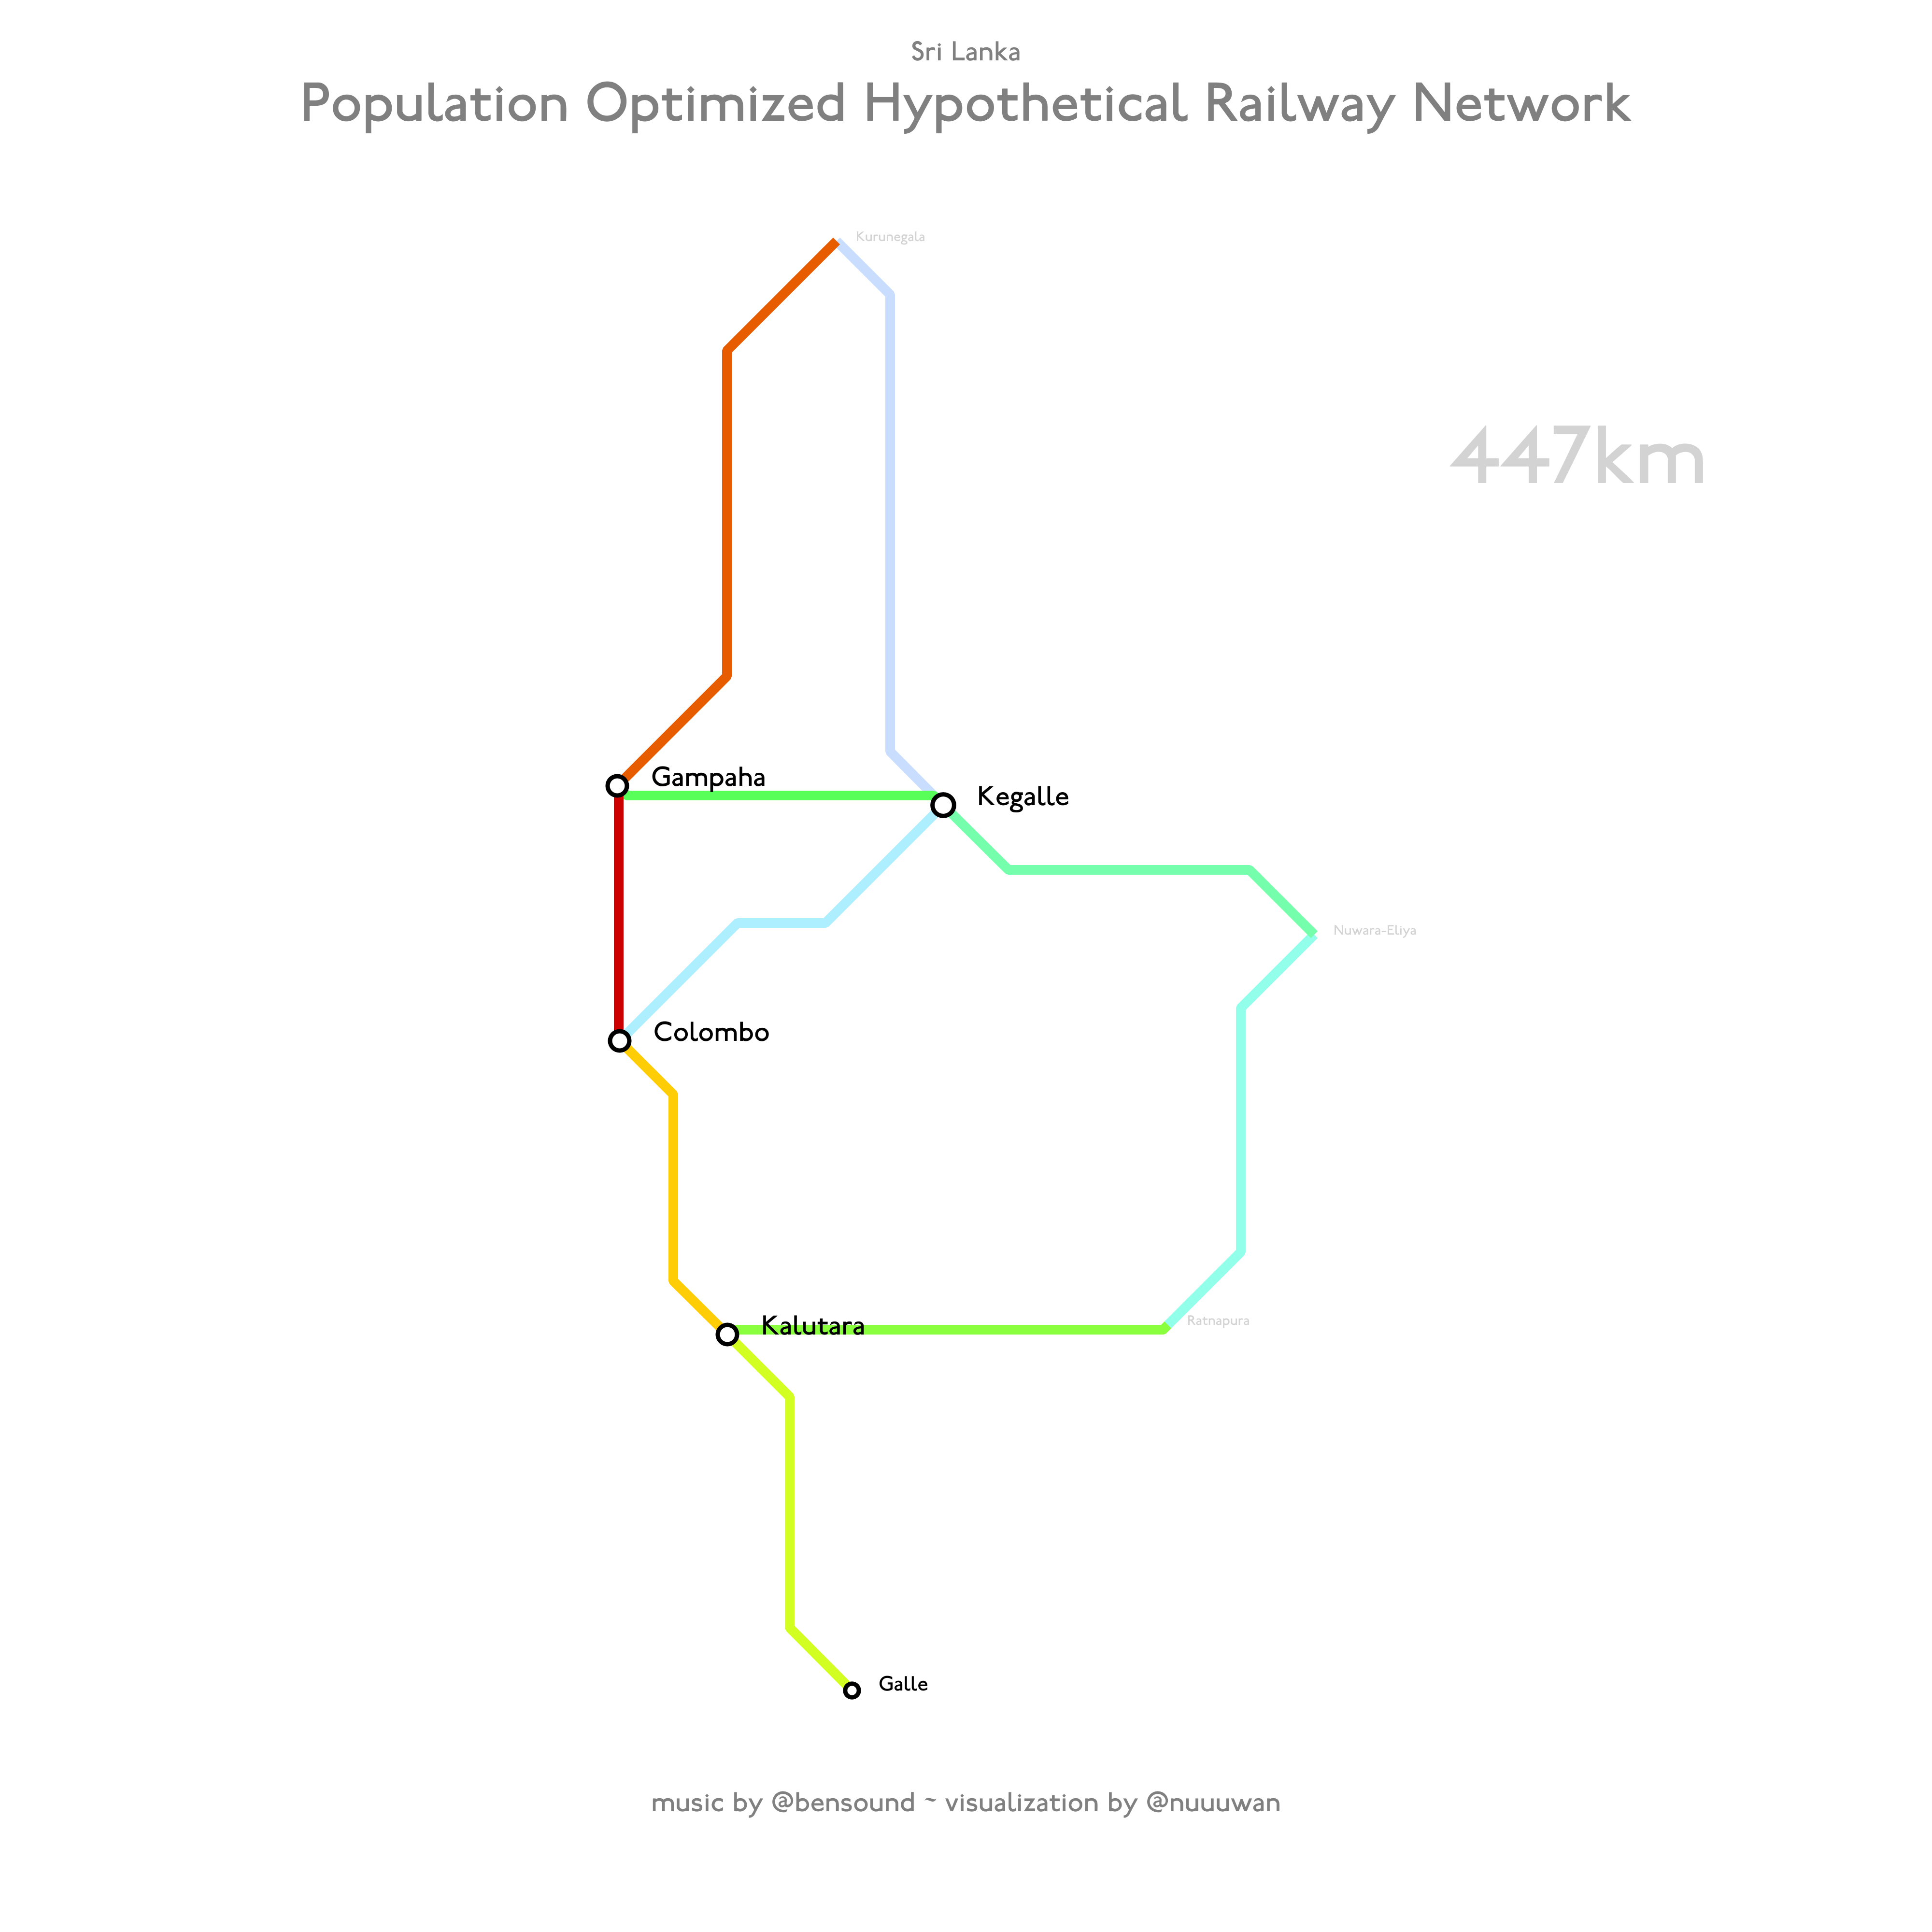 Sri Lanka
Population Optimized Hypothetical Railway Network
Kurunegala
447km
Gampaha
Kegalle
Nuwara-Eliya
Colombo
Kalutara
Ratnapura
Galle
music by @bensound ~ visualization by @nuuuwan